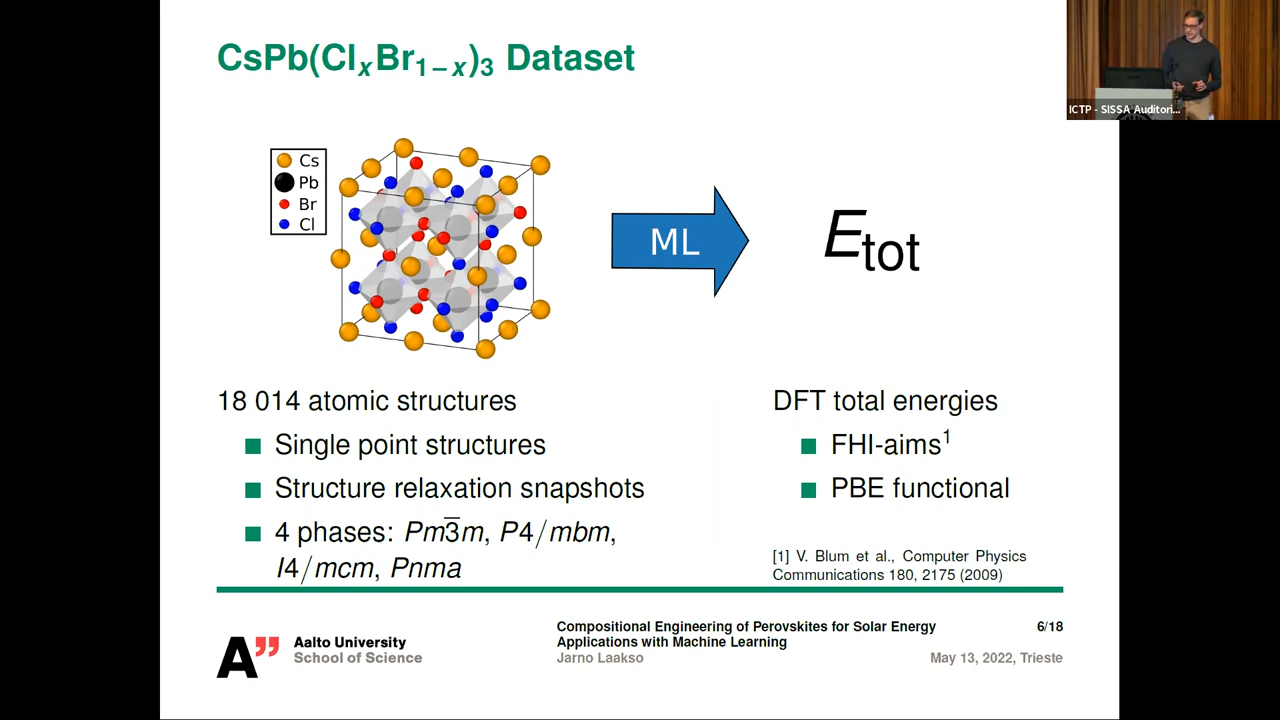 CsPb(ClₓBr₁₋ₓ)₃ Dataset
ICTP - SISSA Auditori...
Cs
Pb
Br
Cl
ML
E_tot
18 014 atomic structures
Single point structures
Structure relaxation snapshots
4 phases: Pm3̅m, P4/mbm,
I4/mcm, Pnma
DFT total energies
FHI-aims¹
PBE functional
[1] V. Blum et al., Computer Physics
Communications 180, 2175 (2009)
A”
Aalto University
School of Science
Compositional Engineering of Perovskites for Solar Energy
Applications with Machine Learning
Jarno Laakso
6/18
May 13, 2022, Trieste